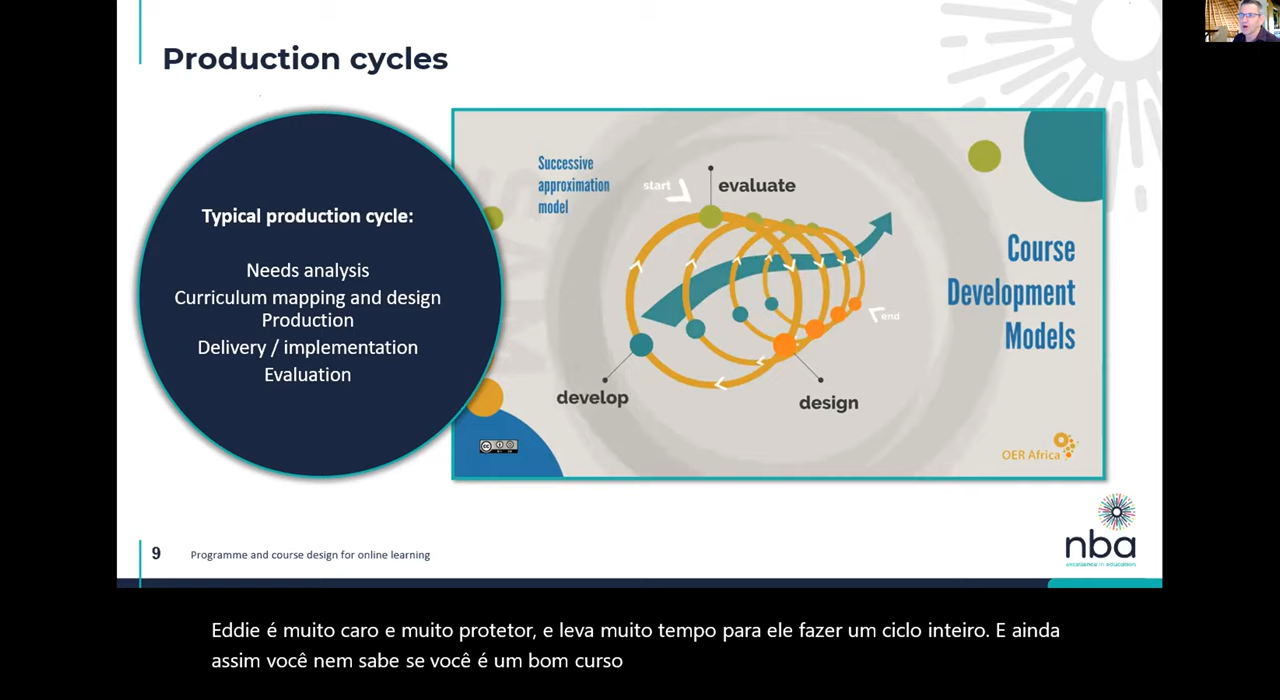 Production cycles
Typical production cycle:
Needs analysis
Curriculum mapping and design
Production
Delivery / implementation
Evaluation
Successive
approximation
model
start
evaluate
develop
design
end
Course
Development
Models
OER Africa
nba
excellence in education
9
Programme and course design for online learning
Eddie é muito caro e muito protetor, e leva muito tempo para ele fazer um ciclo inteiro. E ainda
assim você nem sabe se você é um bom curso